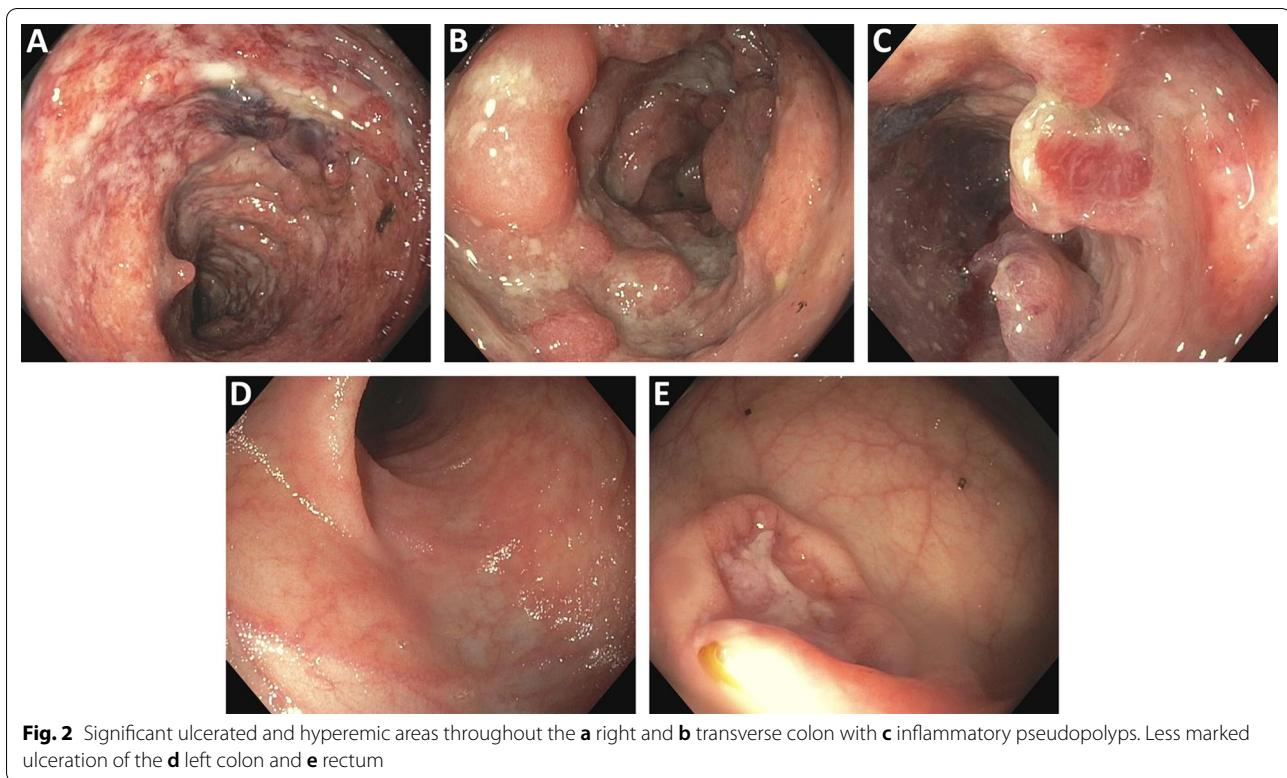 A
B
C
D
E
Fig. 2 Significant ulcerated and hyperemic areas throughout the a right and b transverse colon with c inflammatory pseudopolyps. Less marked
ulceration of the d left colon and e rectum